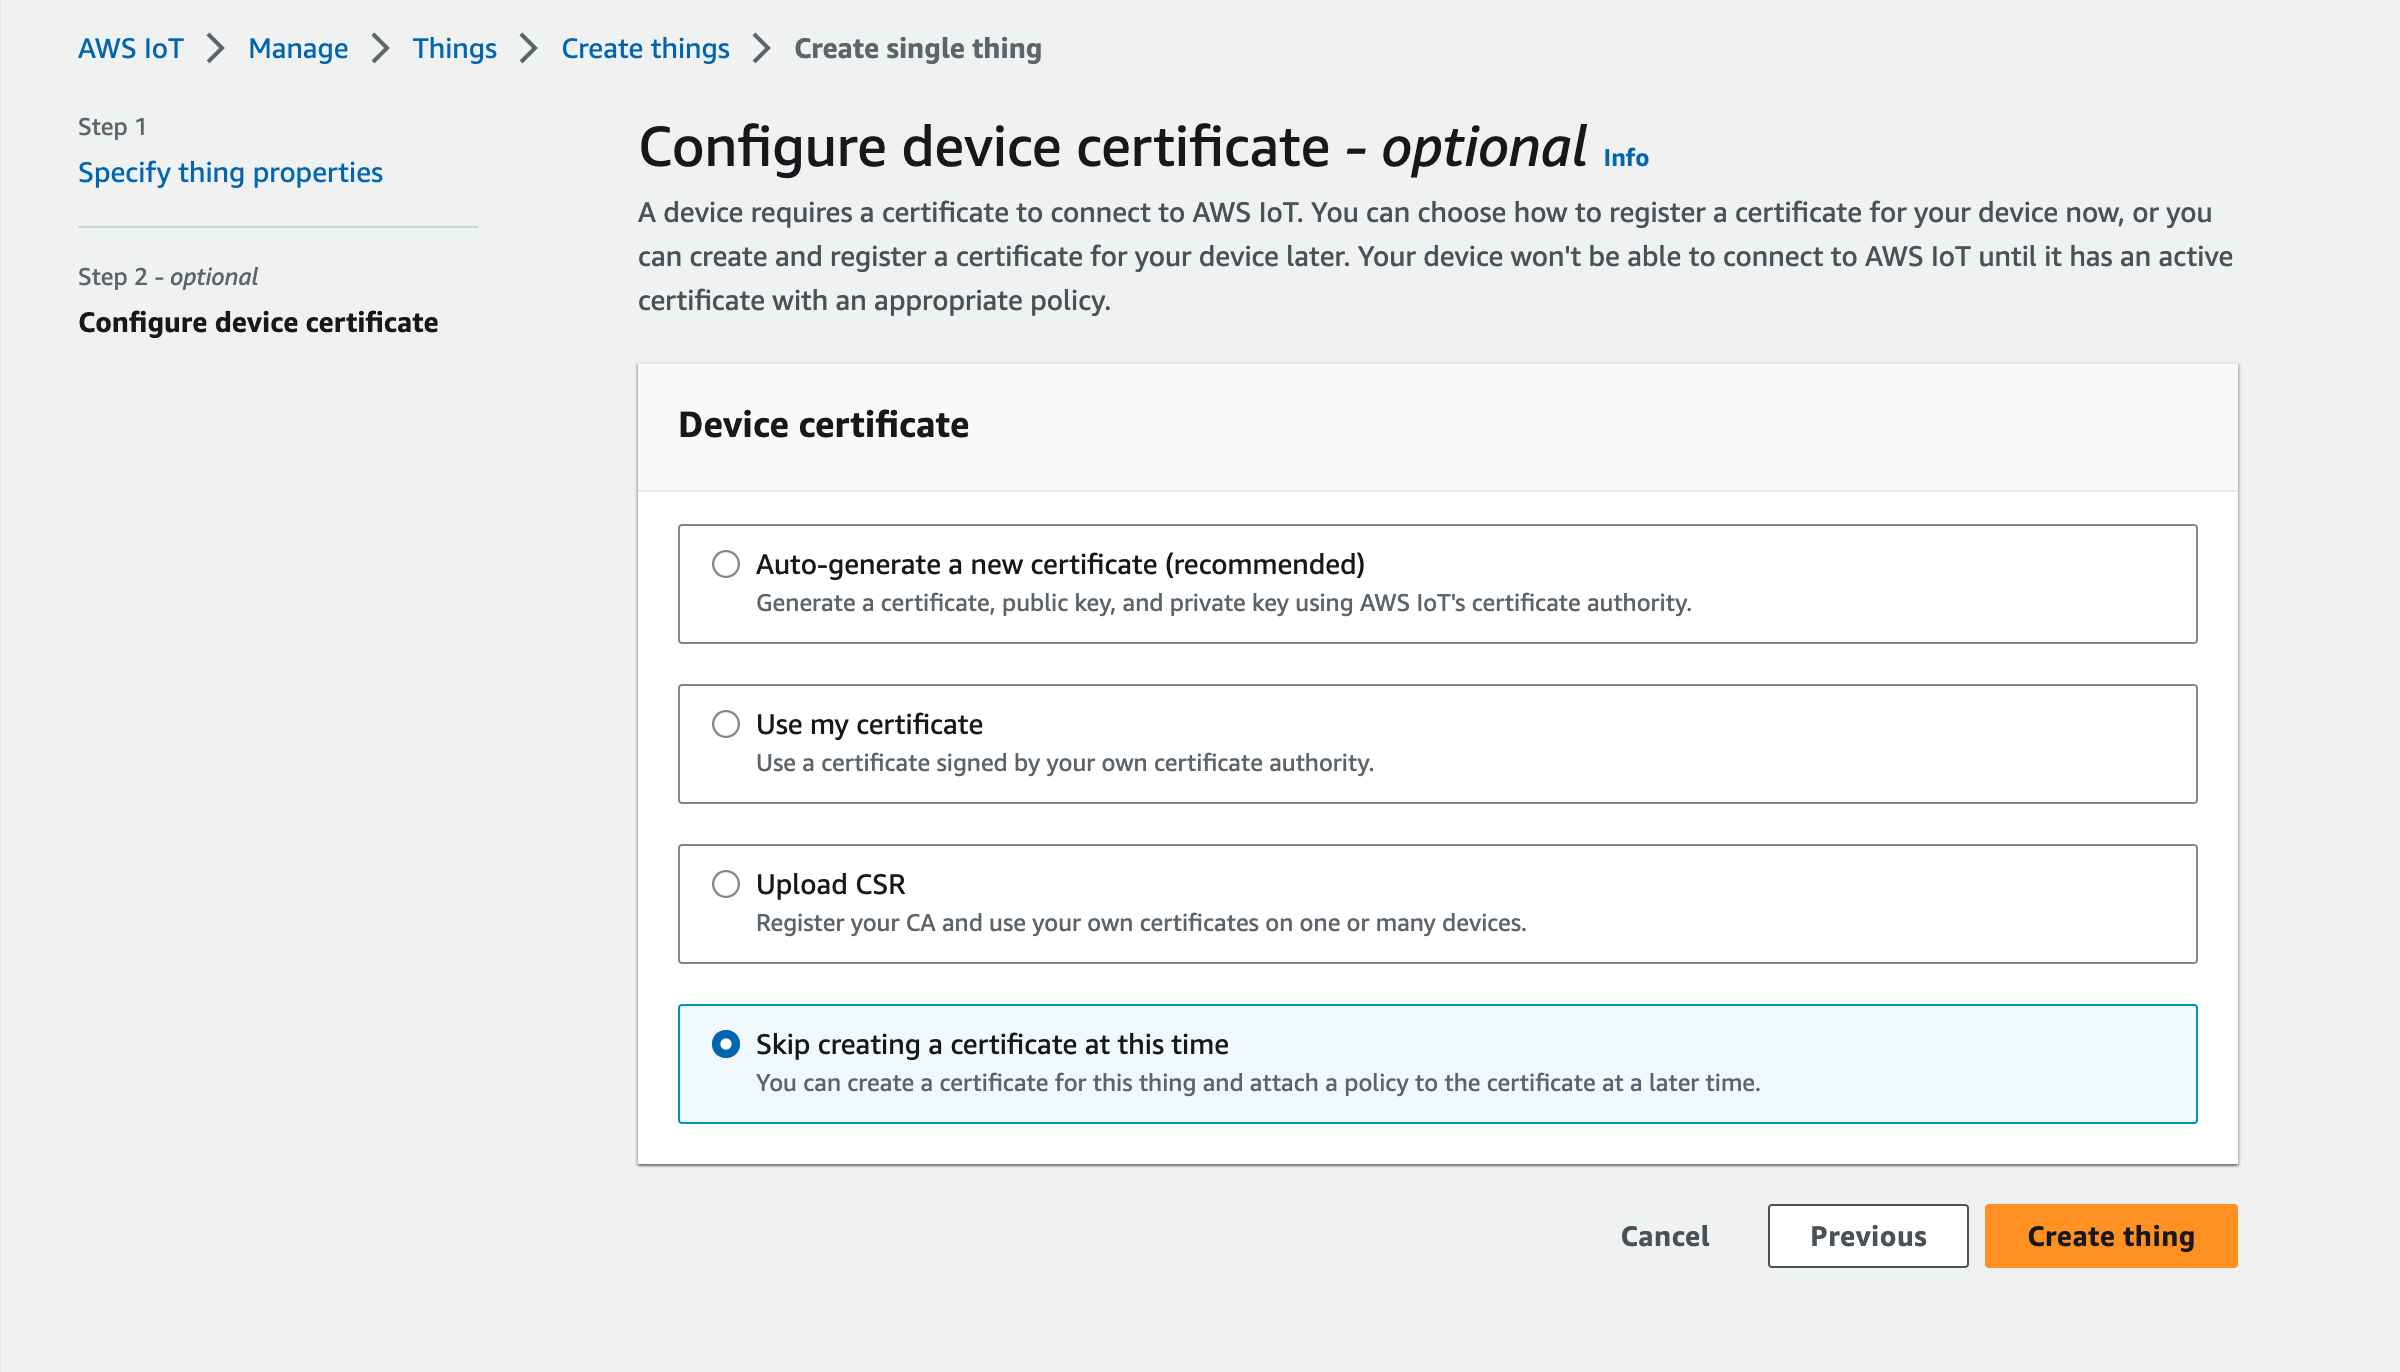 AWS IoT > Manage > Things > Create things > Create single thing
Step 1
Specify thing properties
Step 2 - optional
Configure device certificate
Configure device certificate - optional Info
A device requires a certificate to connect to AWS IoT. You can choose how to register a certificate for your device now, or you
can create and register a certificate for your device later. Your device won't be able to connect to AWS IoT until it has an active
certificate with an appropriate policy.
Device certificate
Auto-generate a new certificate (recommended)
Generate a certificate, public key, and private key using AWS IoT's certificate authority.
Use my certificate
Use a certificate signed by your own certificate authority.
Upload CSR
Register your CA and use your own certificates on one or many devices.
Skip creating a certificate at this time
You can create a certificate for this thing and attach a policy to the certificate at a later time.
Cancel Previous Create thing